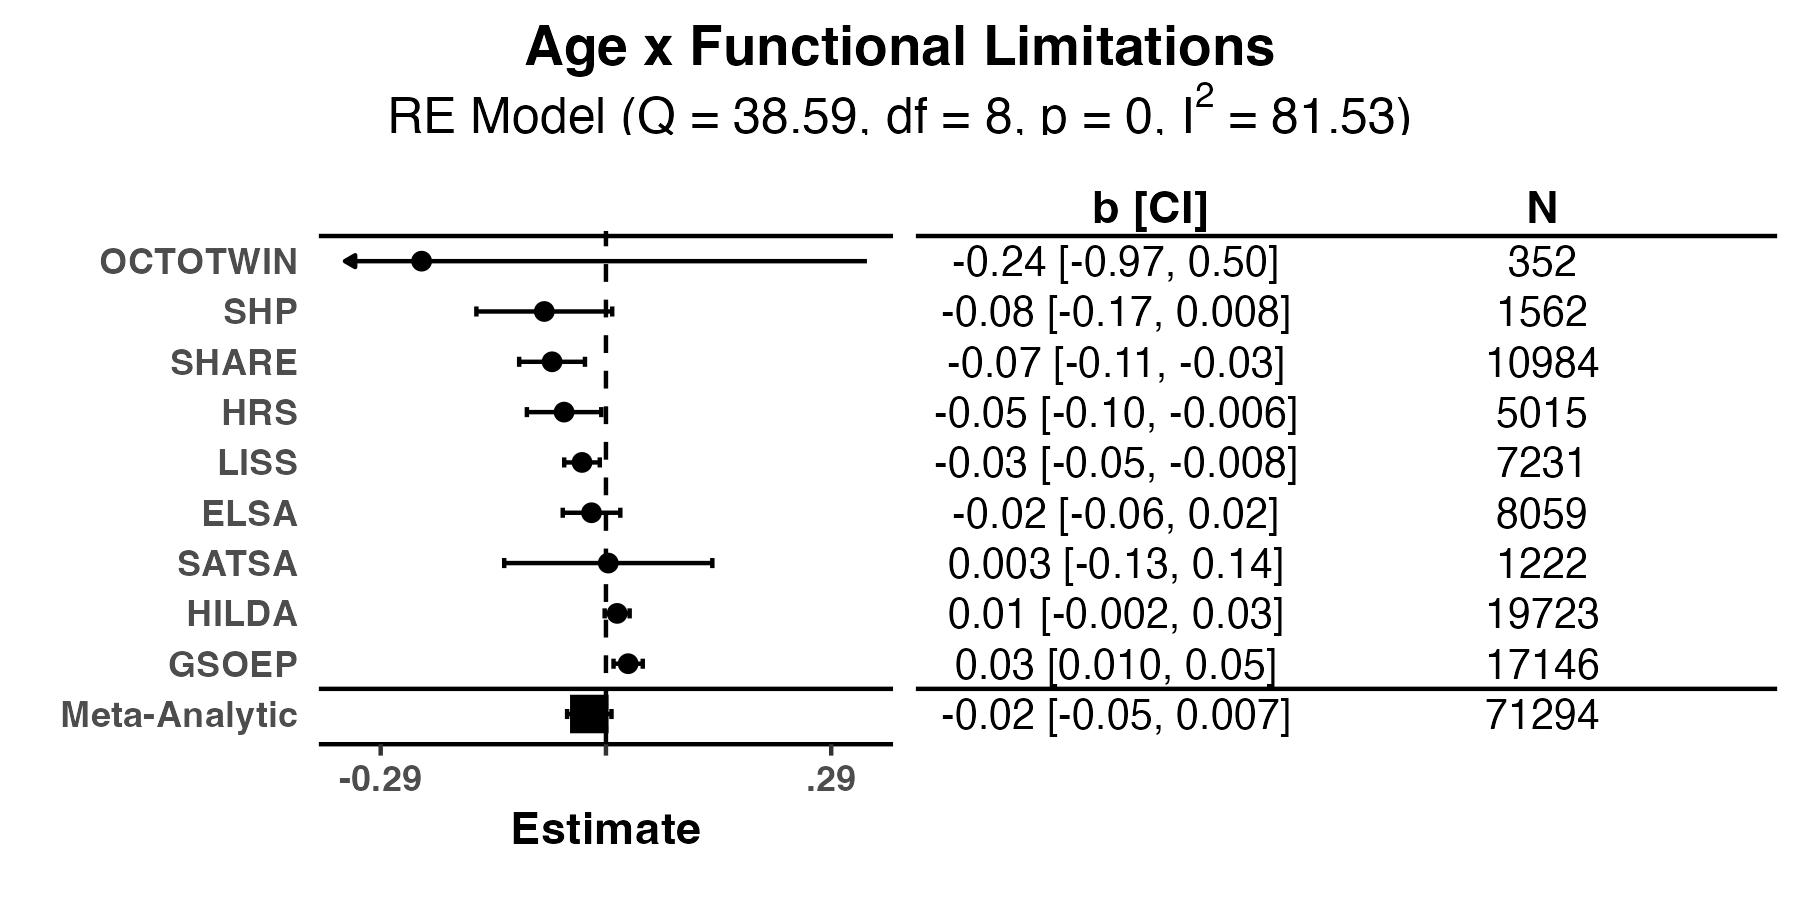 Age x Functional Limitations
RE Model (Q = 38.59, df = 8, p = 0, I² = 81.53)
b [CI] N
OCTOTWIN -0.24 [-0.97, 0.50] 352
SHP -0.08 [-0.17, 0.008] 1562
SHARE -0.07 [-0.11, -0.03] 10984
HRS -0.05 [-0.10, -0.006] 5015
LISS -0.03 [-0.05, -0.008] 7231
ELSA -0.02 [-0.06, 0.02] 8059
SATSA 0.003 [-0.13, 0.14] 1222
HILDA 0.01 [-0.002, 0.03] 19723
GSOEP 0.03 [0.010, 0.05] 17146
Meta-Analytic -0.02 [-0.05, 0.007] 71294
-0.29 .29
Estimate